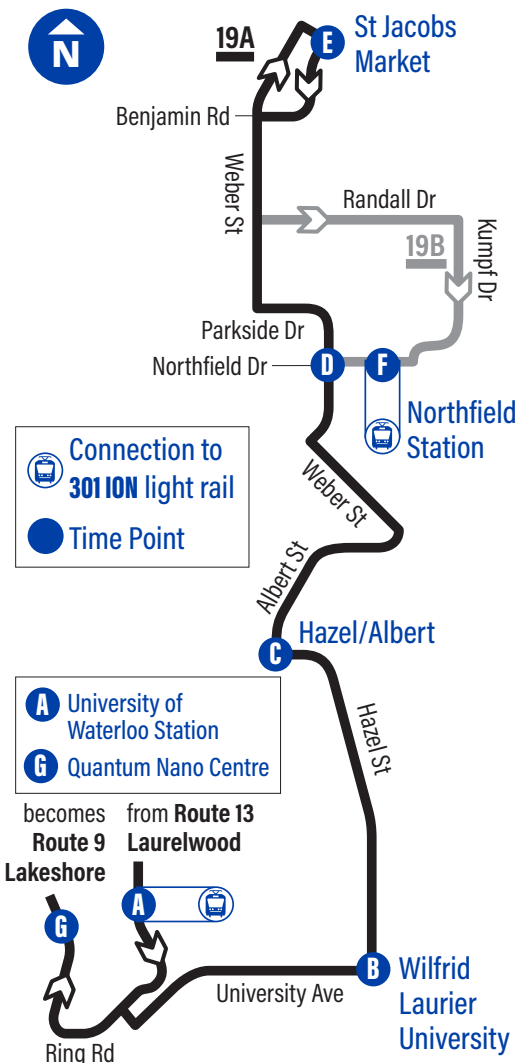 N
19A
E
St Jacobs
Market
Benjamin Rd
Weber St
Randall Dr
19B
Kumpf Dr
Parkside Dr
Northfield Dr
D
F
Northfield
Station
Connection to
301 ION light rail
Time Point
Weber St
Albert St
C
Hazel/Albert
A
University of
Waterloo Station
G
Quantum Nano Centre
Hazel St
becomes
Route 9
Lakeshore
from Route 13
Laurelwood
A
G
B
Wilfrid
Laurier
University
University Ave
Ring Rd